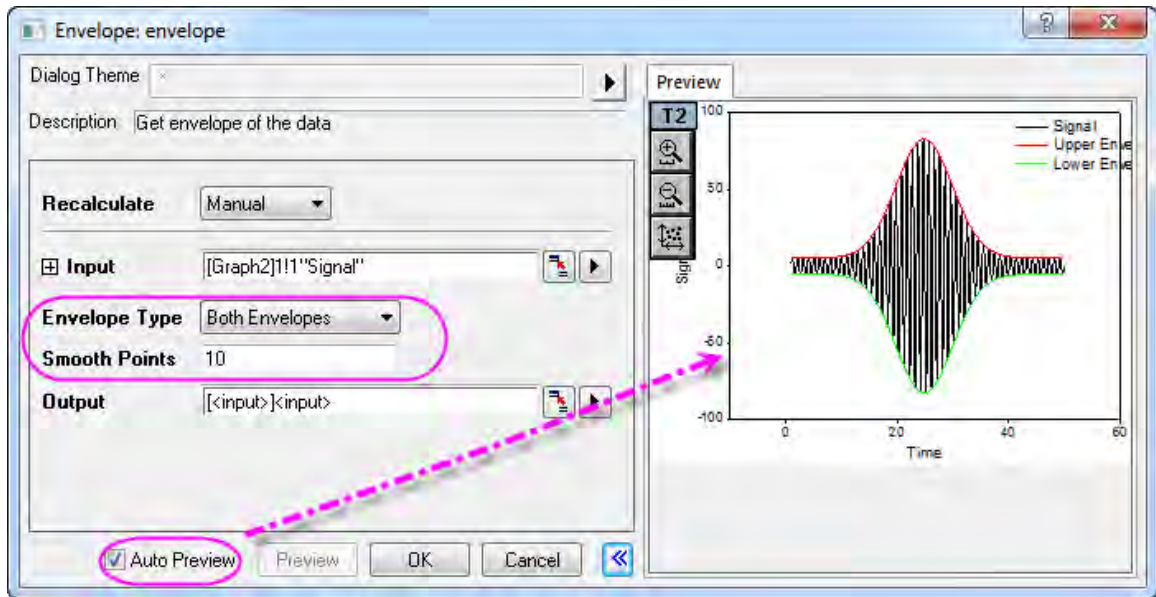 Envelope: envelope
Dialog Theme *
Description Get envelope of the data
Recalculate Manual
Input [Graph2]1!1"Signal"
Envelope Type Both Envelopes
Smooth Points 10
Output [<input>]<input>
Auto Preview Preview OK Cancel
Preview
T2
100
50
0
-50
-100
0 20 40 60
Time
Sign
Signal
Upper Enve
Lower Enve